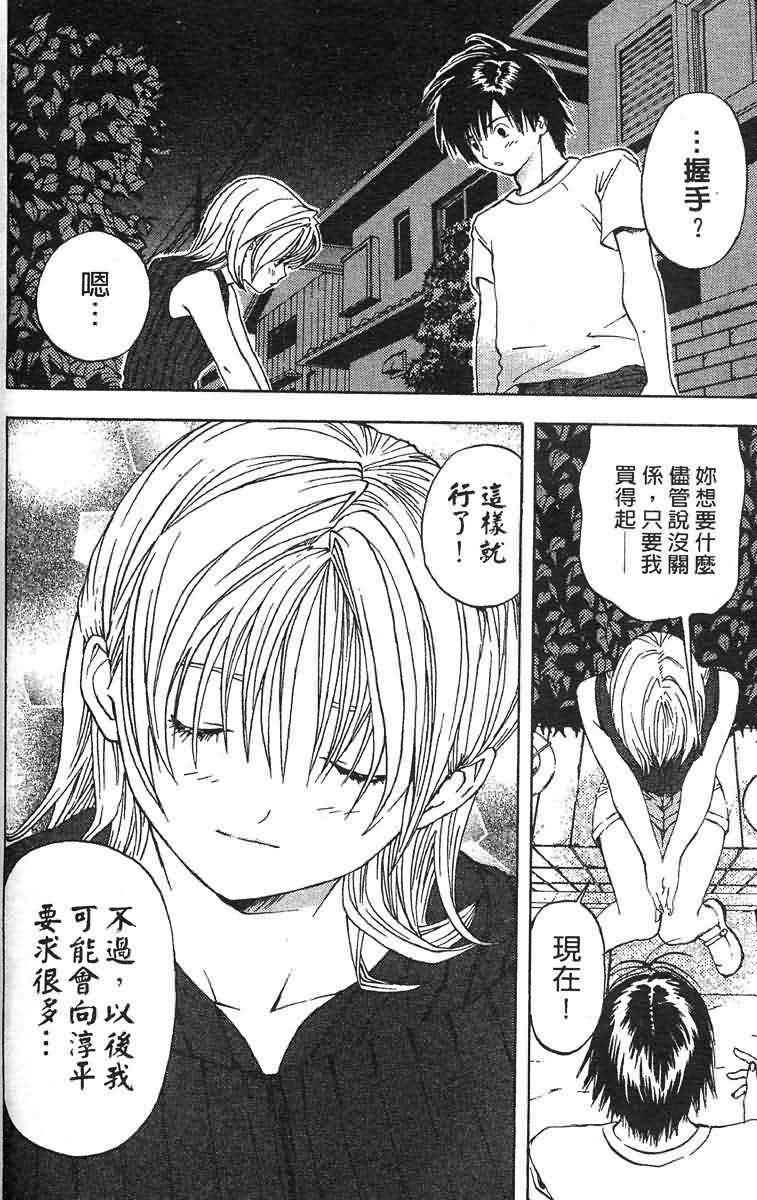 …握手？
嗯…
妳想要什麼
儘管說沒關
係，只要我
買得起——
現在！
這樣就
行了！
不過，以後我
可能會向淳平
要求很多…